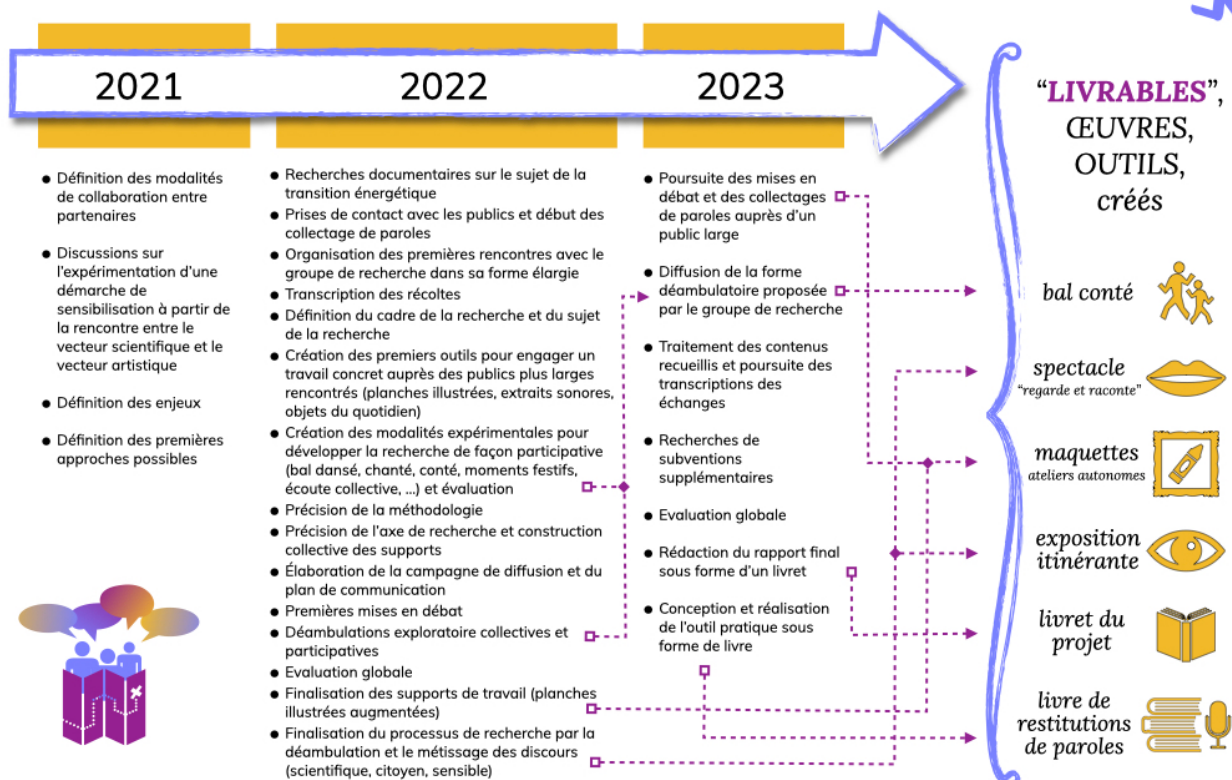 2021
2022
2023
• Définition des modalités
de collaboration entre
partenaires
• Discussions sur
l'expérimentation d'une
démarche de
sensibilisation à partir de
la rencontre entre le
vecteur scientifique et le
vecteur artistique
• Définition des enjeux
• Définition des premières
approches possibles
• Recherches documentaires sur le sujet de la
transition énergétique
• Prises de contact avec les publics et début des
collectage de paroles
• Organisation des premières rencontres avec le
groupe de recherche dans sa forme élargie
• Transcription des récoltes
• Définition du cadre de la recherche et du sujet
de la recherche
• Création des premiers outils pour engager un
travail concret auprès des publics plus larges
rencontrés (planches illustrées, extraits sonores,
objets du quotidien)
• Création des modalités expérimentales pour
développer la recherche de façon participative
(bal dansé, chanté, conté, moments festifs,
écoute collective, ...) et évaluation
• Précision de la méthodologie
• Précision de l'axe de recherche et construction
collective des supports
• Élaboration de la campagne de diffusion et du
plan de communication
• Premières mises en débat
• Déambulations exploratoire collectives et
participatives
• Evaluation globale
• Finalisation des supports de travail (planches
illustrées augmentées)
• Finalisation du processus de recherche par la
déambulation et le métissage des discours
(scientifique, citoyen, sensible)
• Poursuite des mises en
débat et des collectages
de paroles auprès d'un
public large
• Diffusion de la forme
déambulatoire proposée
par le groupe de recherche
• Traitement des contenus
recueillis et poursuite des
transcriptions des
échanges
• Recherches de
subventions
supplémentaires
• Evaluation globale
• Rédaction du rapport final
sous forme d'un livret
• Conception et réalisation
de l'outil pratique sous
forme de livre
“LIVRABLES”,
ŒUVRES,
OUTILS,
créés
bal conté
spectacle
“regarde et raconte”
maquettes
ateliers autonomes
exposition
itinérante
livret du
projet
livre de
restitutions
de paroles